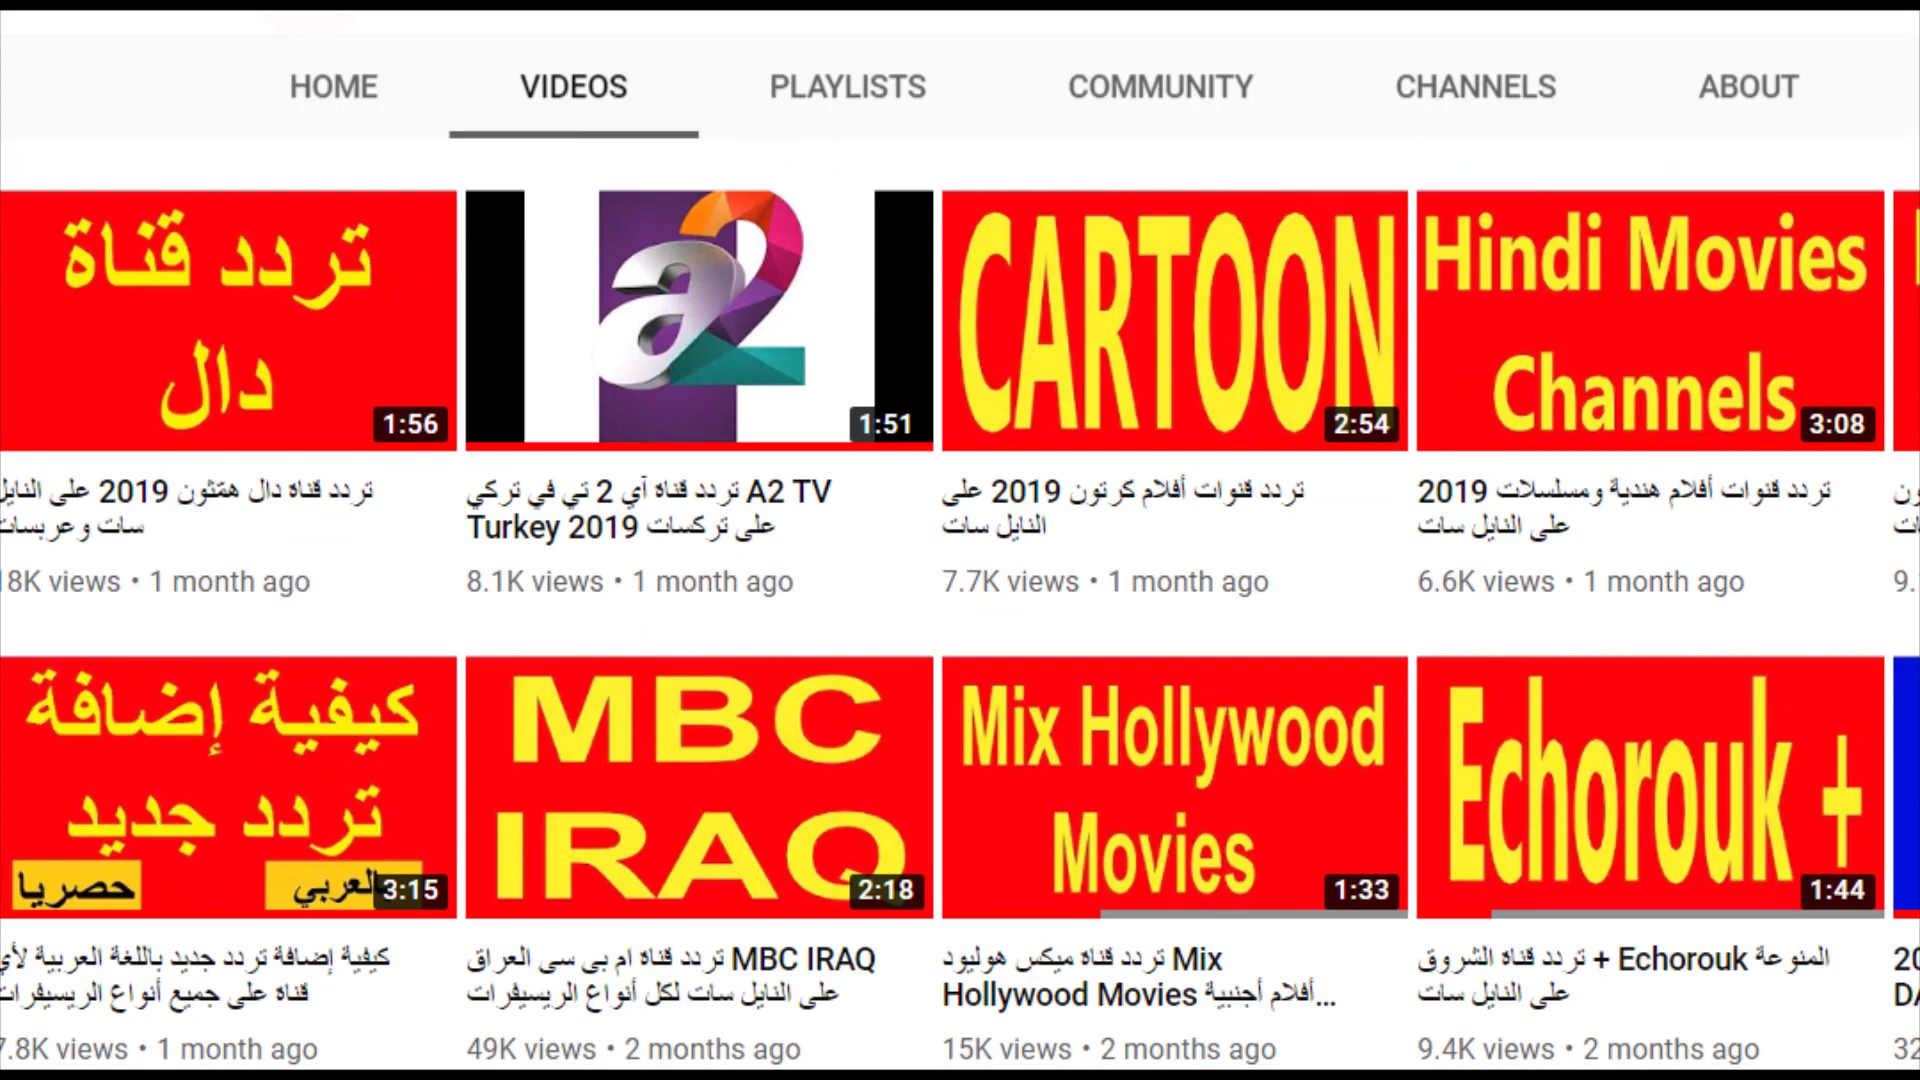 HOME VIDEOS PLAYLISTS COMMUNITY CHANNELS ABOUT
تردد قناة
دال
1:56
a2
1:51
CARTOON
2:54
Hindi Movies
Channels
3:08
تردد قناة دال همّثون 2019 على النايل
سات وعربسات
18K views • 1 month ago
تردد قناة آي 2 تي في تركي A2 TV
Turkey 2019 على تركسات
8.1K views • 1 month ago
تردد قنوات أفلام كرتون 2019 على
النايل سات
7.7K views • 1 month ago
تردد قنوات أفلام هندية ومسلسلات 2019
على النايل سات
6.6K views • 1 month ago
كيفية إضافة
تردد جديد
حصريا
العربي
3:15
MBC
IRAQ
2:18
Mix Hollywood
Movies
1:33
Echorouk +
1:44
كيفية إضافة تردد جديد باللغة العربية لأي
قناة على جميع أنواع الريسيفرات
7.8K views • 1 month ago
تردد قناة ام بي سي العراق MBC IRAQ
على النايل سات لكل أنواع الريسيفرات
49K views • 2 months ago
تردد قناة ميكس هوليود Mix
Hollywood Movies أفلام أجنبية...
15K views • 2 months ago
تردد قناة الشروق + Echorouk المنوعة
على النايل سات
9.4K views • 2 months ago